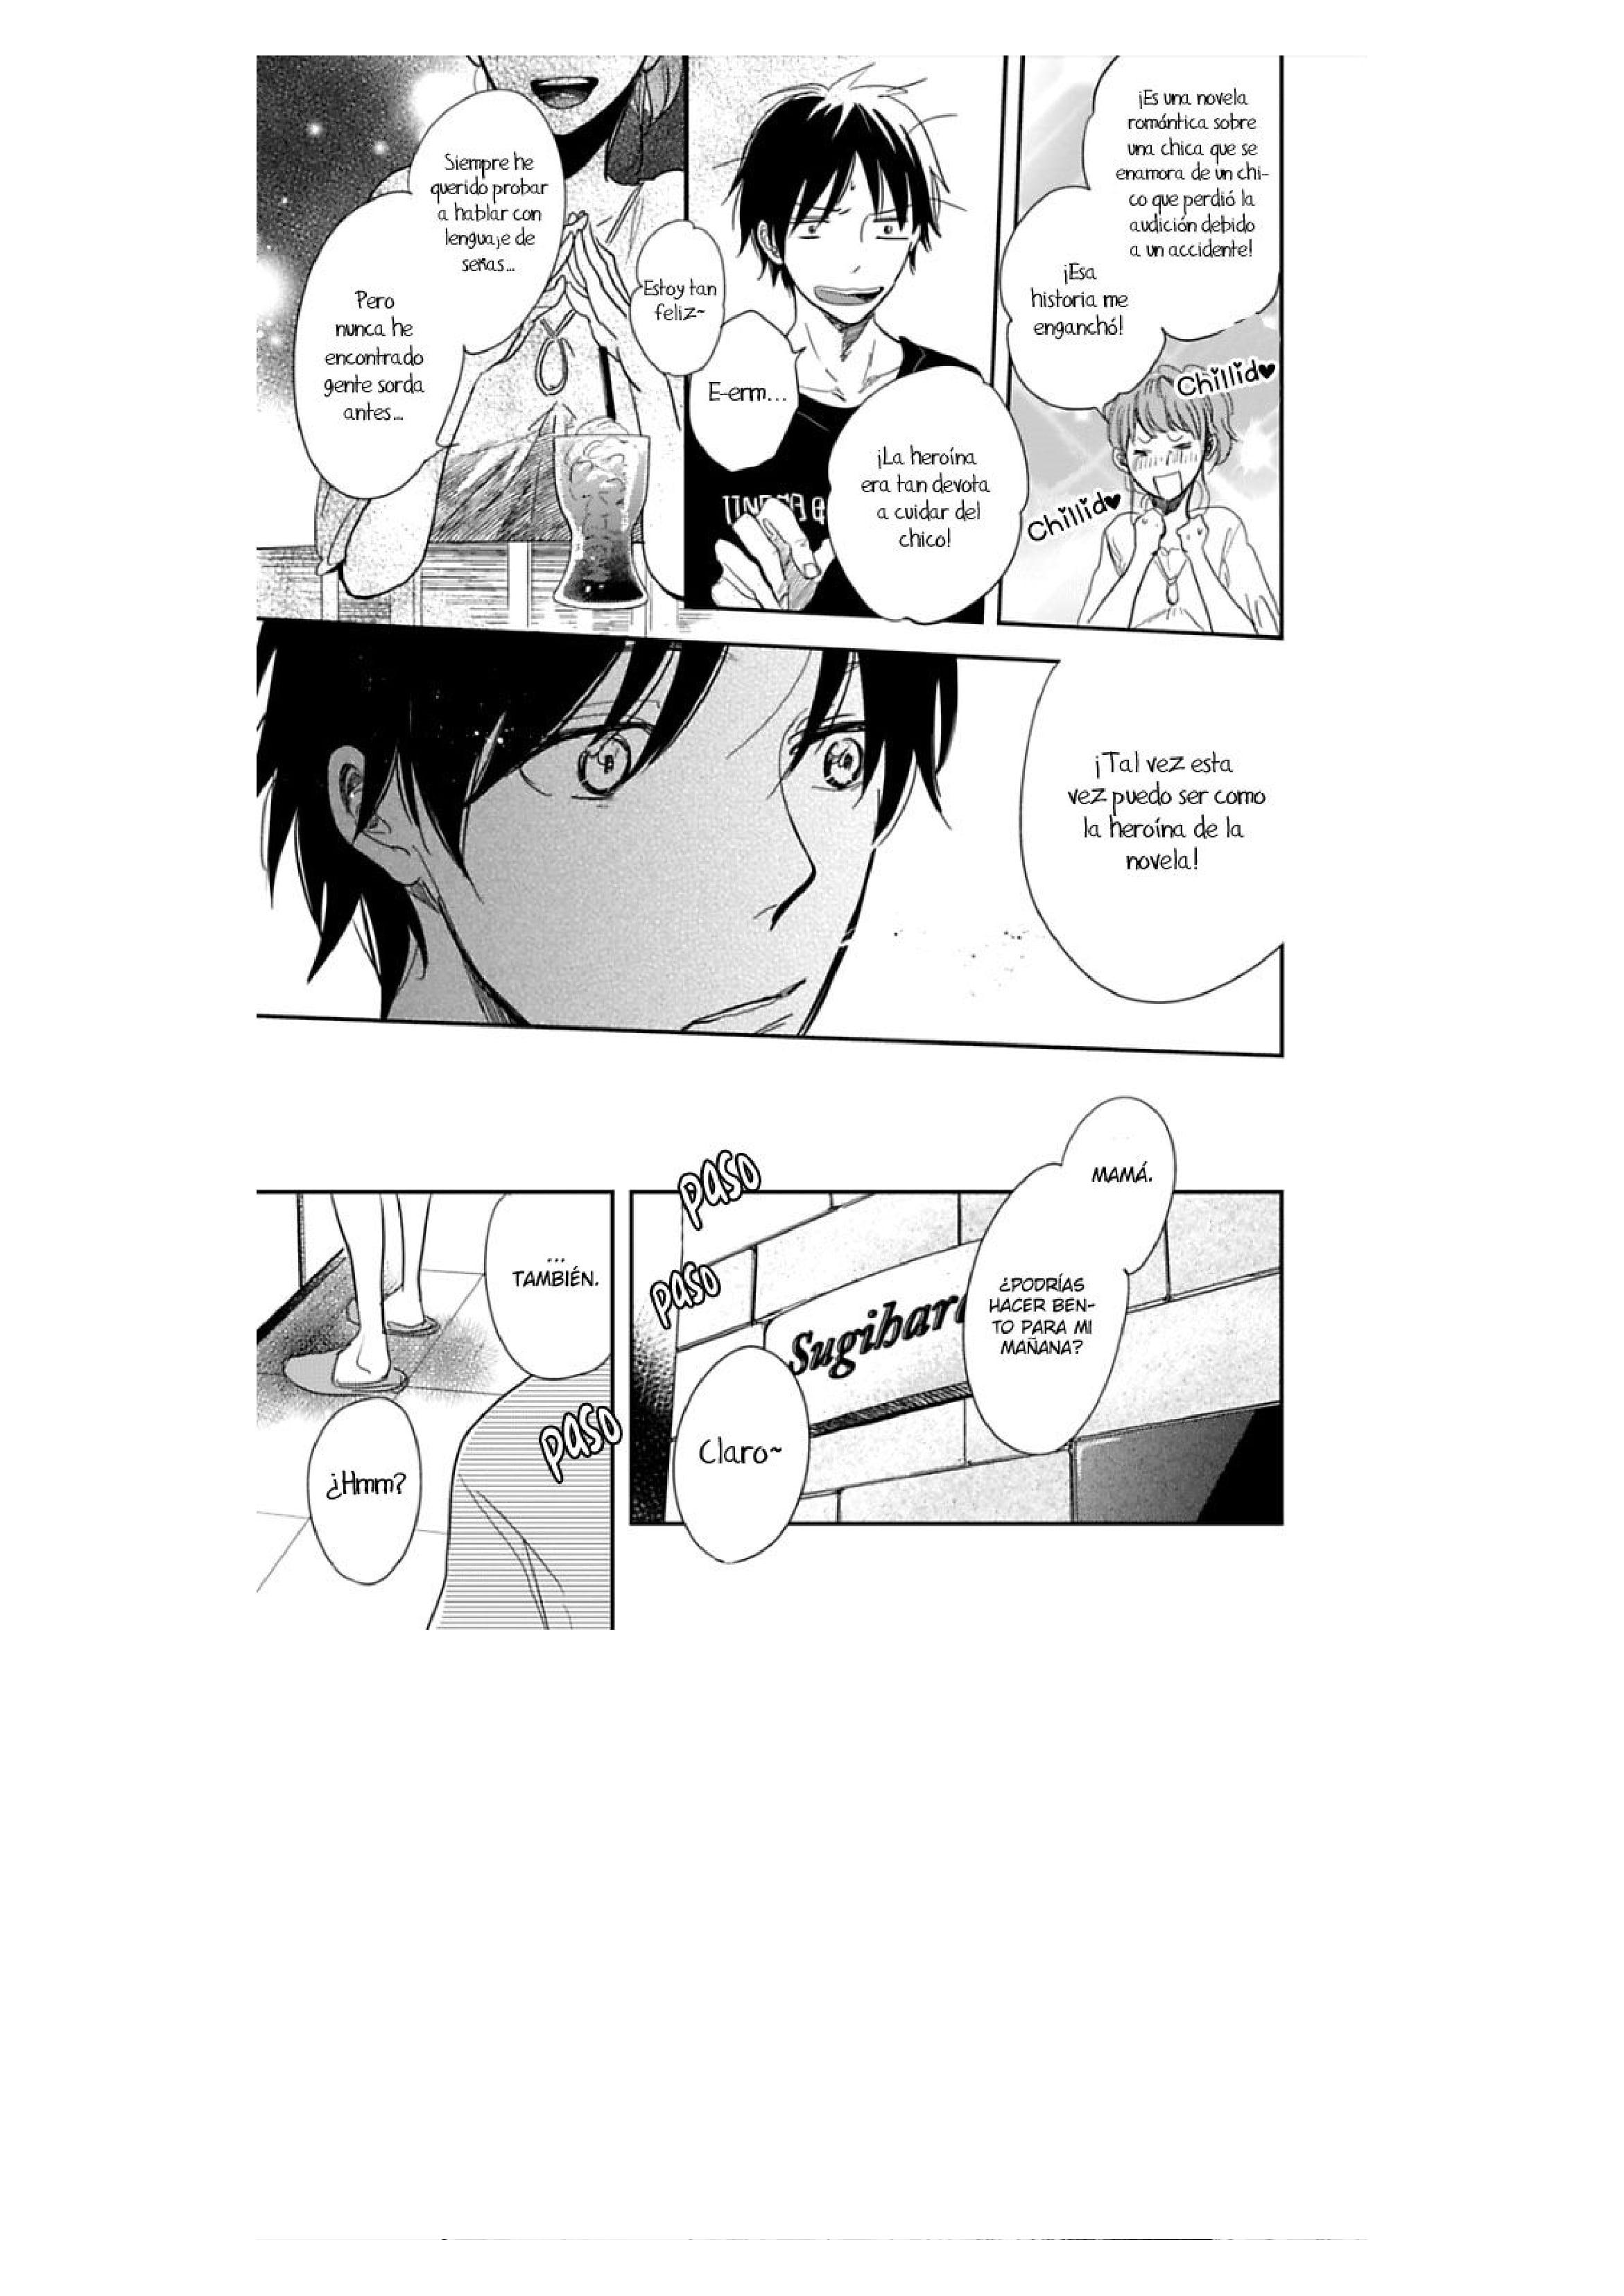 ¡Es una novela
romántica sobre
una chica que se
enamora de un chi-
co que perdió la
audición debido
a un accidente!
¡Esa
historia me
enganchó!
Chillido♥
Chillido♥
¡La heroína
era tan devota
a cuidar del
chico!
E-erm...
Estoy tan
feliz~
Siempre he
querido probar
a hablar con
lenguaje de
señas...
Pero
nunca he
encontrado
gente sorda
antes...
¡Tal vez esta
vez puedo ser como
la heroína de la
novela!
MAMÁ.
¿PODRÍAS
HACER BEN-
TO PARA MI
MAÑANA?
Sugihara
Claro~
paso
paso
paso
...
TAMBIÉN.
¿Hmm?